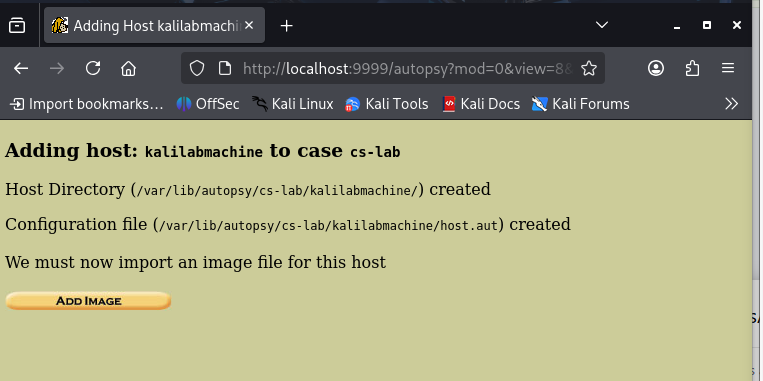 Adding Host kalilabmachin
http://localhost:9999/autopsy?mod=0&view=8&
Import bookmarks... OffSec Kali Linux Kali Tools Kali Docs Kali Forums
Adding host: kalilabmachine to case cs-lab
Host Directory (/var/lib/autopsy/cs-lab/kalilabmachine/) created
Configuration file (/var/lib/autopsy/cs-lab/kalilabmachine/host.aut) created
We must now import an image file for this host
ADD IMAGE